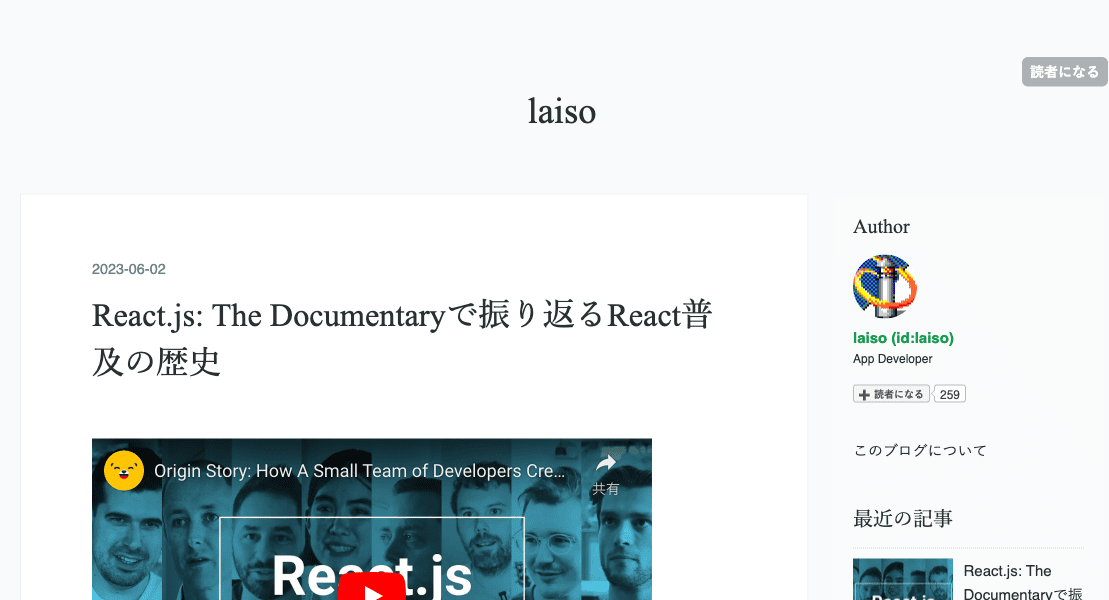 読者になる
laiso
2023-06-02
React.js: The Documentaryで振り返るReact普
及の歴史
Origin Story: How A Small Team of Developers Cre...
共有
React.js
Author
laiso (id:laiso)
App Developer
読者になる 259
このブログについて
最近の記事
React.js: The
Documentaryで振